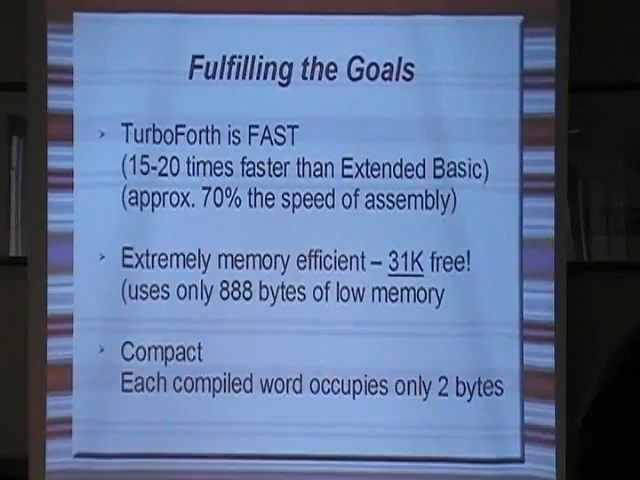 Fulfilling the Goals
TurboForth is FAST
(15-20 times faster than Extended Basic)
(approx. 70% the speed of assembly)
Extremely memory efficient – 31K free!
(uses only 888 bytes of low memory
Compact
Each compiled word occupies only 2 bytes